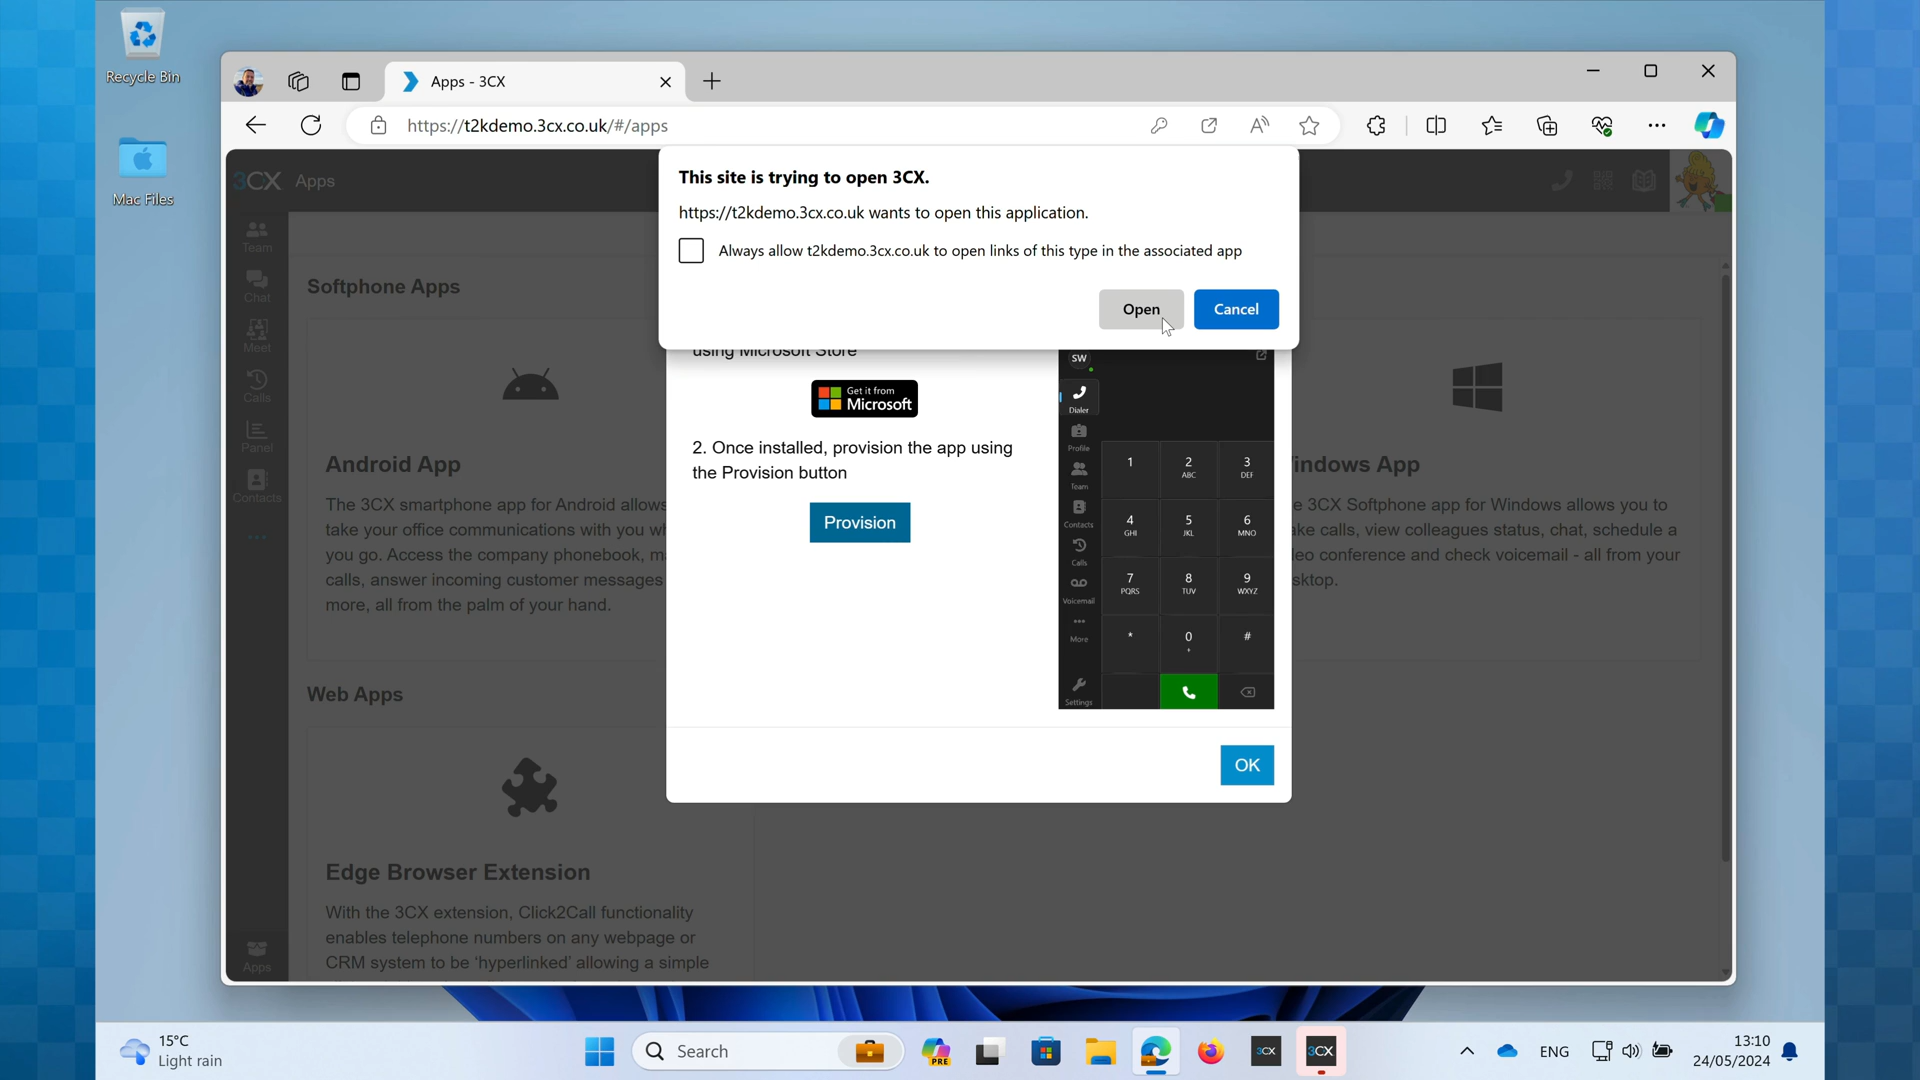 Recycle Bin
Mac Files
Apps - 3CX
https://t2kdemo.3cx.co.uk/#/apps
3CX Apps
This site is trying to open 3CX.
https://t2kdemo.3cx.co.uk wants to open this application.
Always allow t2kdemo.3cx.co.uk to open links of this type in the associated app
Open
Cancel
Team
Chat
Meet
Calls
Panel
Contacts
Apps
Softphone Apps
Android App
The 3CX smartphone app for Android allows
take your office communications with you
you go. Access the company phonebook,
calls, answer incoming customer messages
more, all from the palm of your hand.
Web Apps
Edge Browser Extension
With the 3CX extension, Click2Call functionality
enables telephone numbers on any webpage or
CRM system to be 'hyperlinked' allowing a simple
using Microsoft Store
Get it from
Microsoft
2. Once installed, provision the app using
the Provision button
Provision
SW
Dialer
Profile
Team
Contacts
Calls
Voicemail
More
Settings
1
2 ABC
3 DEF
4 GHI
5 JKL
6 MNO
7 PQRS
8 TUV
9 WXYZ
*
0 +
#
OK
indows App
e 3CX Softphone app for Windows allows you to
ke calls, view colleagues status, chat, schedule a
eo conference and check voicemail - all from your
sktop.
15°C
Light rain
Search
PRE
3CX
3CX
ENG
13:10
24/05/2024